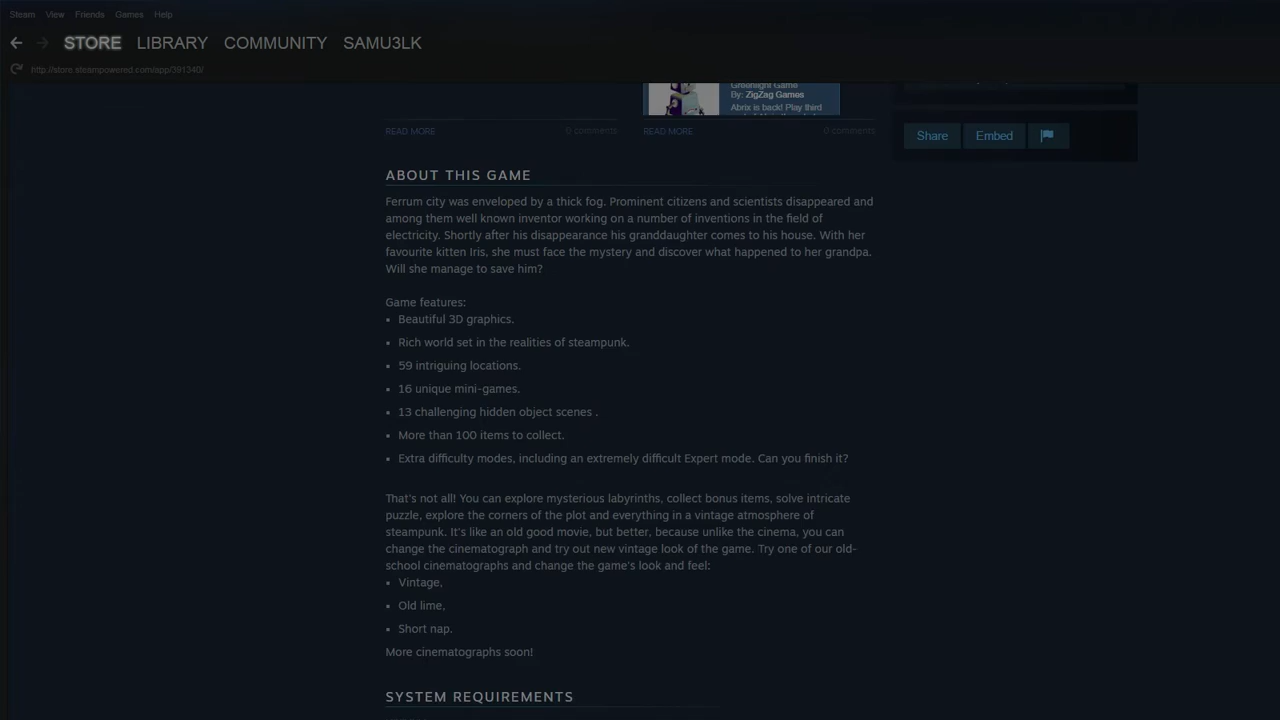 Steam View Friends Games Help
STORE LIBRARY COMMUNITY SAMU3LK
http://store.steampowered.com/app/391340/
Greenlight Game
By: ZigZag Games
Abrix is back! Play third
READ MORE 0 comments READ MORE 0 comments
Share Embed
ABOUT THIS GAME
Ferrum city was enveloped by a thick fog. Prominent citizens and scientists disappeared and
among them well known inventor working on a number of inventions in the field of
electricity. Shortly after his disappearance his granddaughter comes to his house. With her
favourite kitten Iris, she must face the mystery and discover what happened to her grandpa.
Will she manage to save him?
Game features:
▪ Beautiful 3D graphics.
▪ Rich world set in the realities of steampunk.
▪ 59 intriguing locations.
▪ 16 unique mini-games.
▪ 13 challenging hidden object scenes .
▪ More than 100 items to collect.
▪ Extra difficulty modes, including an extremely difficult Expert mode. Can you finish it?
That's not all! You can explore mysterious labyrinths, collect bonus items, solve intricate
puzzle, explore the corners of the plot and everything in a vintage atmosphere of
steampunk. It's like an old good movie, but better, because unlike the cinema, you can
change the cinematograph and try out new vintage look of the game. Try one of our old-
school cinematographs and change the game's look and feel:
▪ Vintage,
▪ Old lime,
▪ Short nap.
More cinematographs soon!
SYSTEM REQUIREMENTS